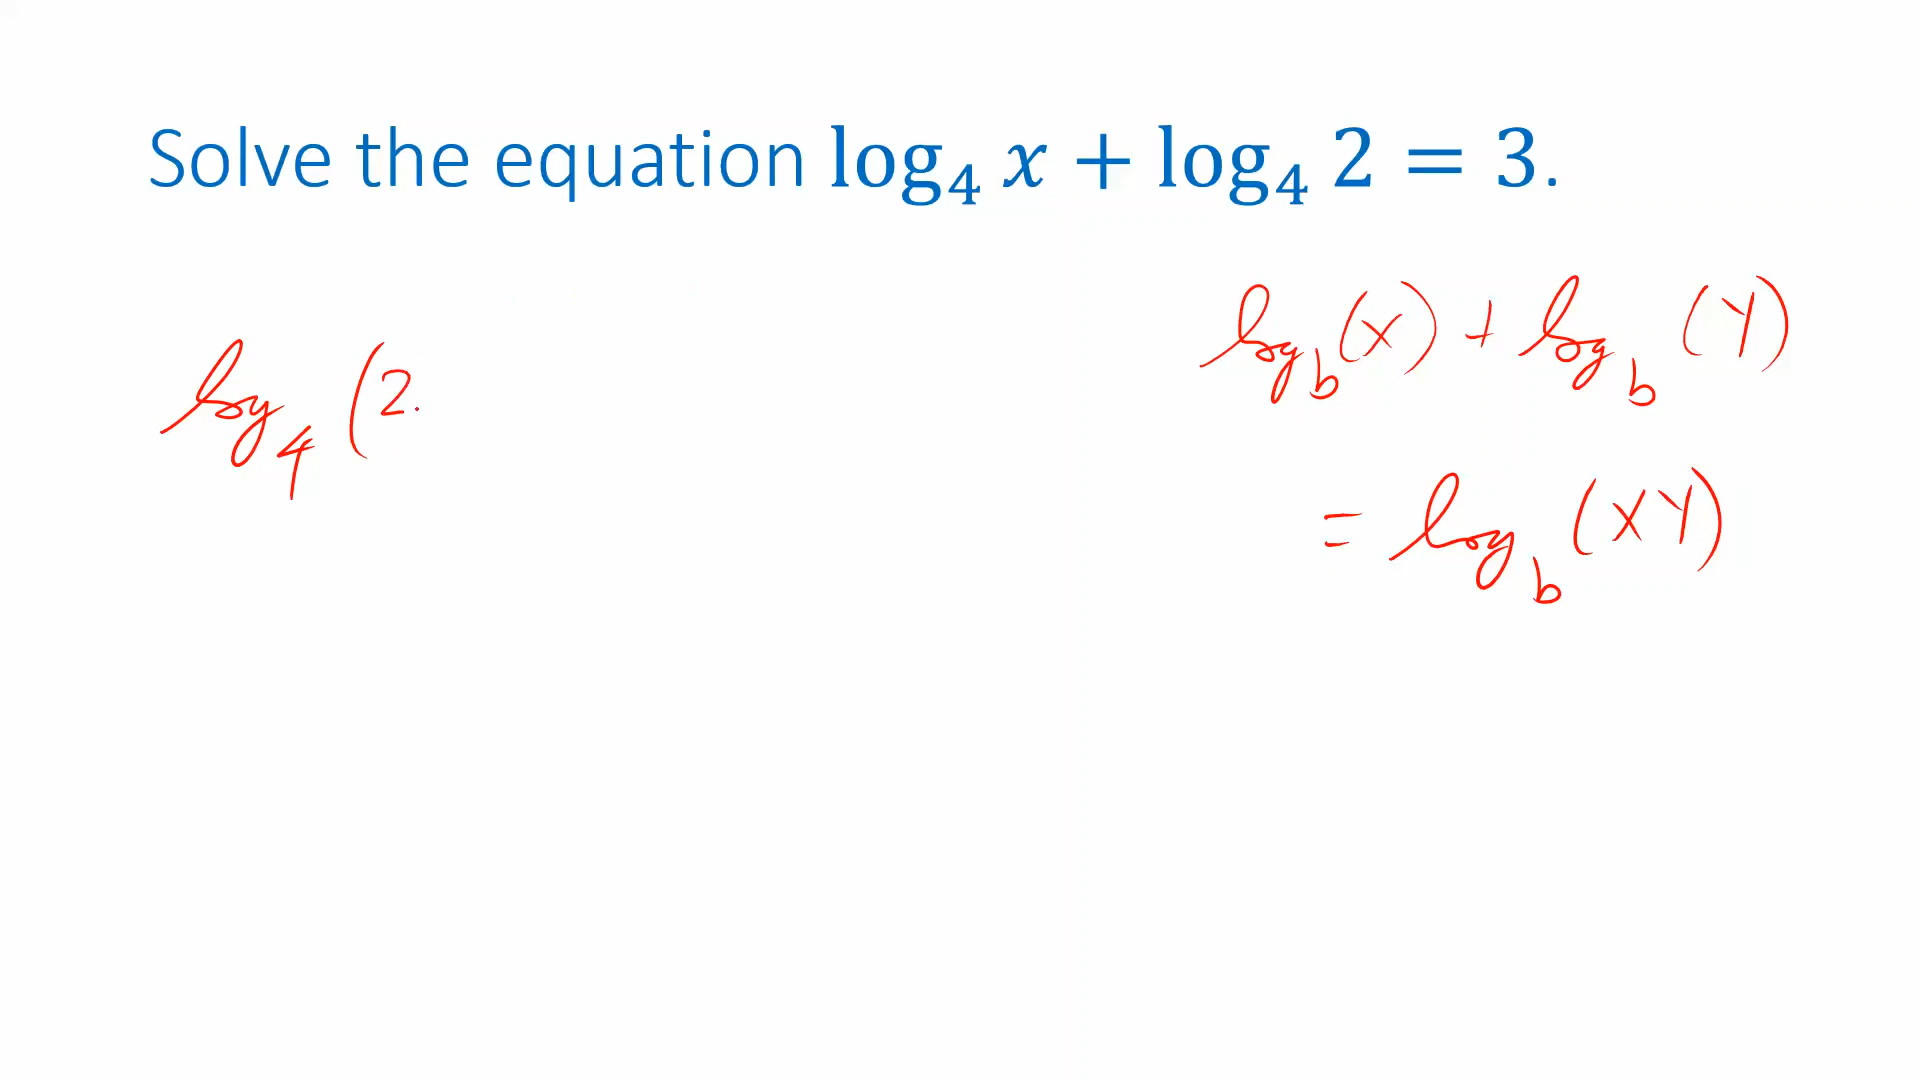 Solve the equation log₄ x + log₄ 2 = 3.
log_b (X) + log_b (Y)
log₄ (2·
= log_b (XY)